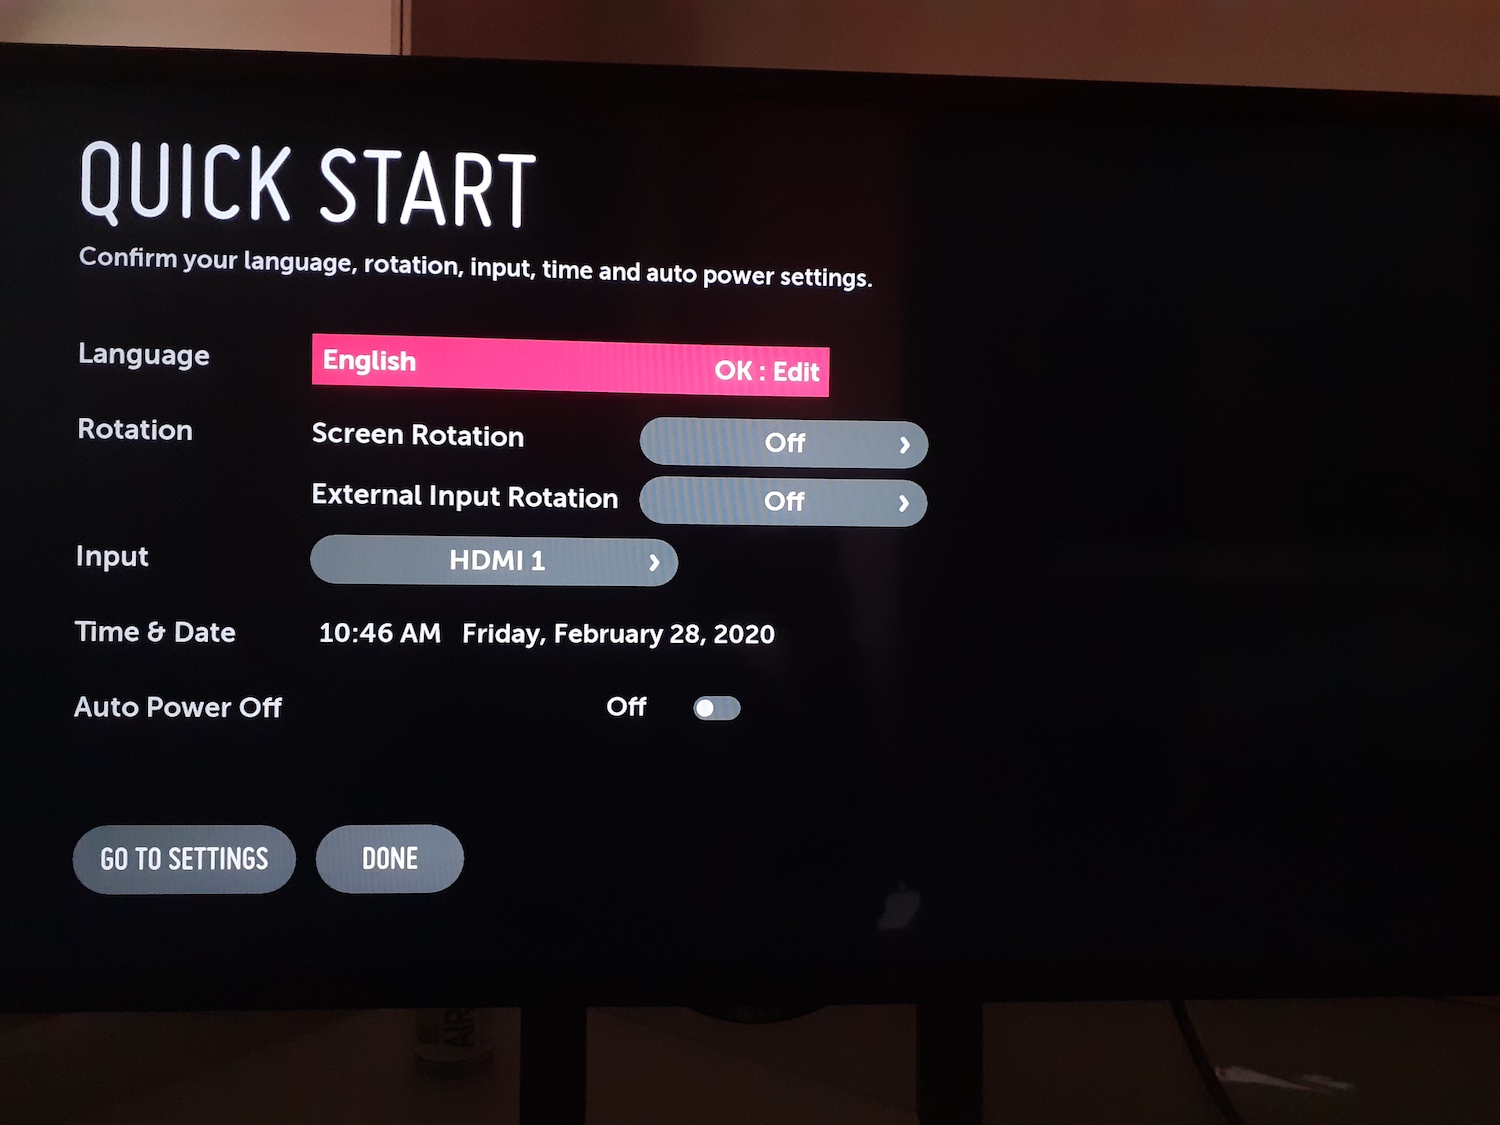 QUICK START
Confirm your language, rotation, input, time and auto power settings.
Language English OK : Edit
Rotation Screen Rotation Off
External Input Rotation Off
Input HDMI 1
Time & Date 10:46 AM Friday, February 28, 2020
Auto Power Off Off
GO TO SETTINGS DONE